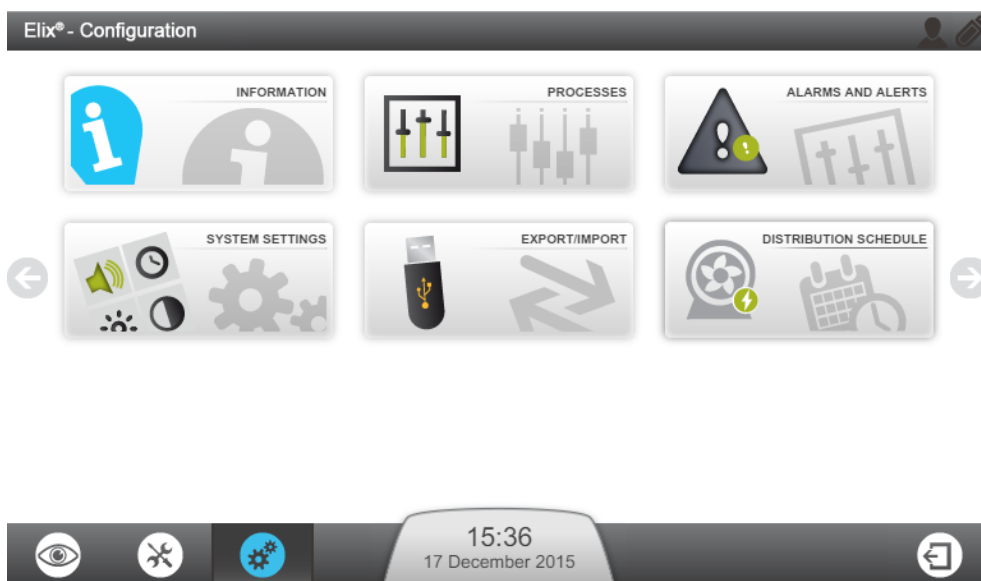 Elix® - Configuration
INFORMATION
PROCESSES
ALARMS AND ALERTS
SYSTEM SETTINGS
EXPORT/IMPORT
DISTRIBUTION SCHEDULE
15:36
17 December 2015